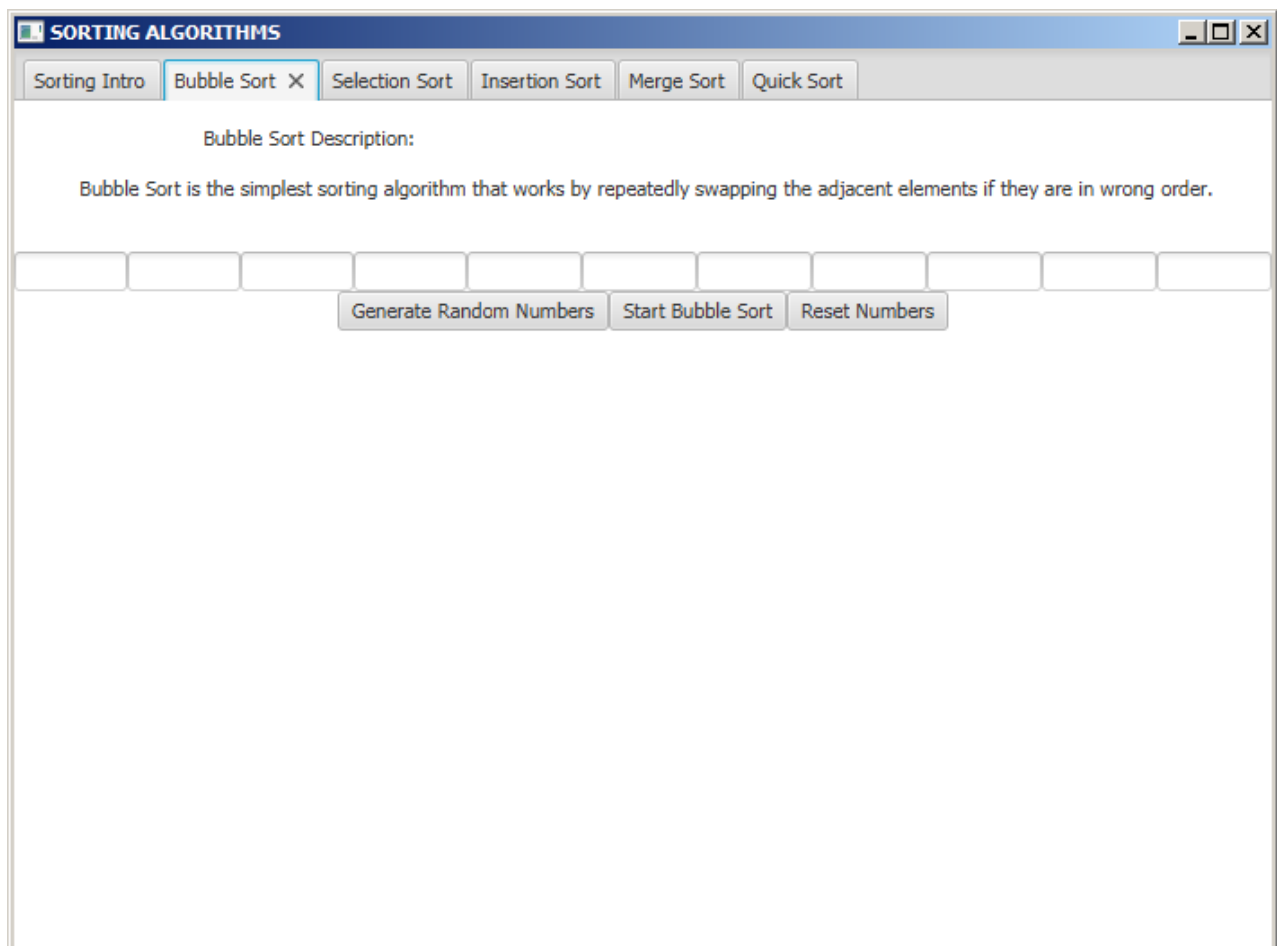 SORTING ALGORITHMS
Sorting Intro Bubble Sort Selection Sort Insertion Sort Merge Sort Quick Sort
Bubble Sort Description:
Bubble Sort is the simplest sorting algorithm that works by repeatedly swapping the adjacent elements if they are in wrong order.
Generate Random Numbers Start Bubble Sort Reset Numbers